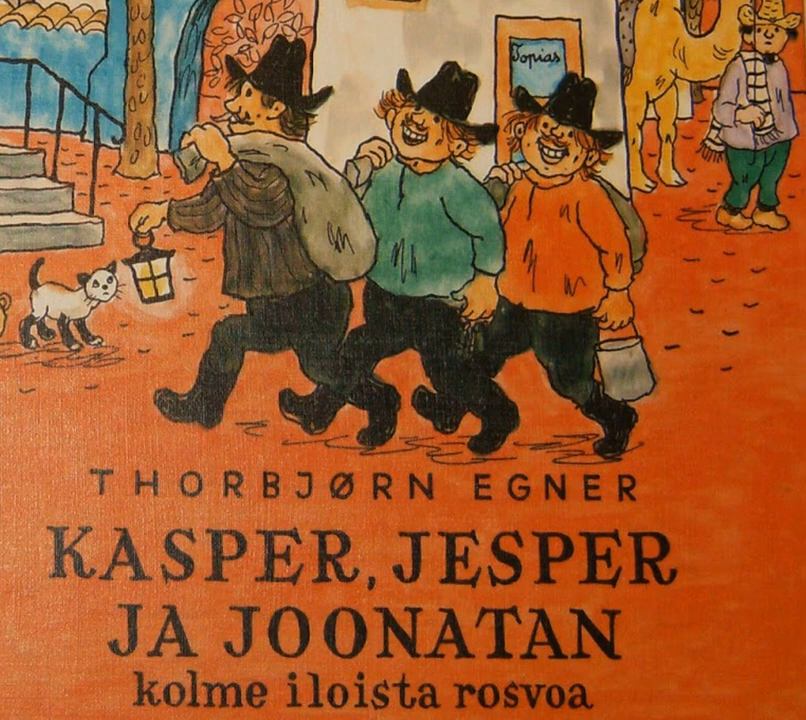 Topias
THORBJØRN EGNER
KASPER, JESPER
JA JOONATAN
kolme iloista rosvoa